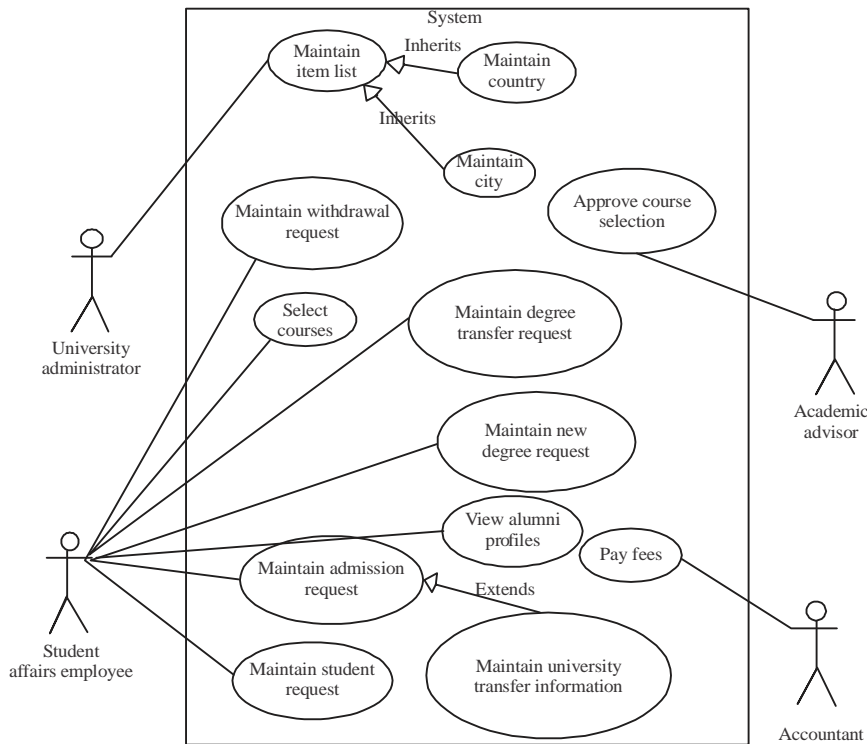 System
Maintain
item list
Inherits
Maintain
country
Inherits
Maintain
city
Maintain withdrawal
request
Approve course
selection
University
administrator
Select
courses
Maintain degree
transfer request
Academic
advisor
Maintain new
degree request
View alumni
profiles
Pay fees
Maintain admission
request
Extends
Student
affairs employee
Maintain student
request
Maintain university
transfer information
Accountant